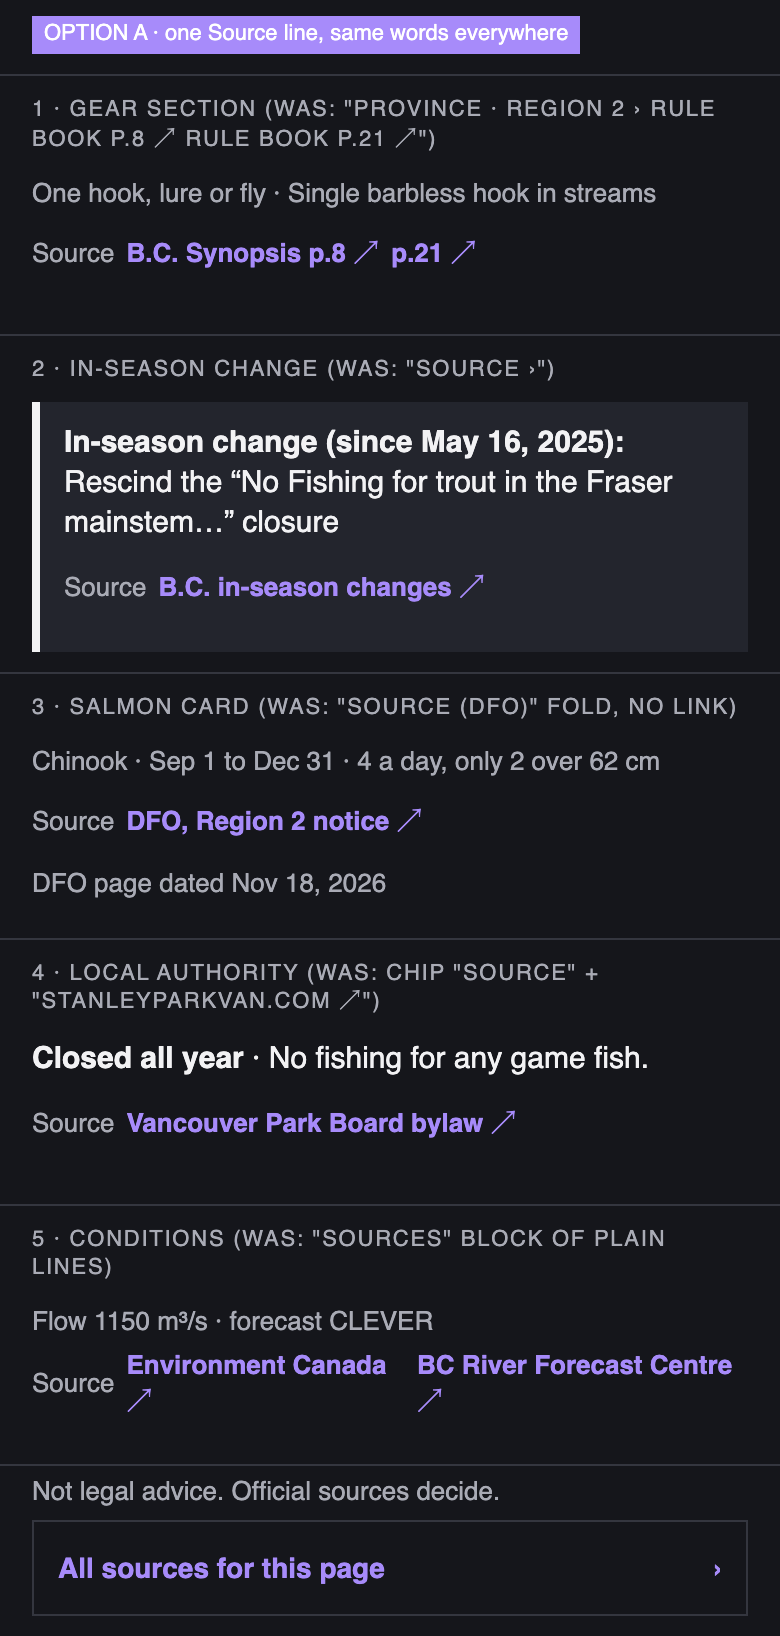 OPTION A · one Source line, same words everywhere
1 · GEAR SECTION (WAS: "PROVINCE · REGION 2 › RULE
BOOK P.8 ↗ RULE BOOK P.21 ↗")
One hook, lure or fly · Single barbless hook in streams
Source B.C. Synopsis p.8 ↗ p.21 ↗
2 · IN-SEASON CHANGE (WAS: "SOURCE ›")
In-season change (since May 16, 2025):
Rescind the “No Fishing for trout in the Fraser
mainstem…” closure
Source B.C. in-season changes ↗
3 · SALMON CARD (WAS: "SOURCE (DFO)" FOLD, NO LINK)
Chinook · Sep 1 to Dec 31 · 4 a day, only 2 over 62 cm
Source DFO, Region 2 notice ↗
DFO page dated Nov 18, 2026
4 · LOCAL AUTHORITY (WAS: CHIP "SOURCE" +
"STANLEYPARKVAN.COM ↗")
Closed all year · No fishing for any game fish.
Source Vancouver Park Board bylaw ↗
5 · CONDITIONS (WAS: "SOURCES" BLOCK OF PLAIN
LINES)
Flow 1150 m³/s · forecast CLEVER
Source Environment Canada ↗ BC River Forecast Centre ↗
Not legal advice. Official sources decide.
All sources for this page ›